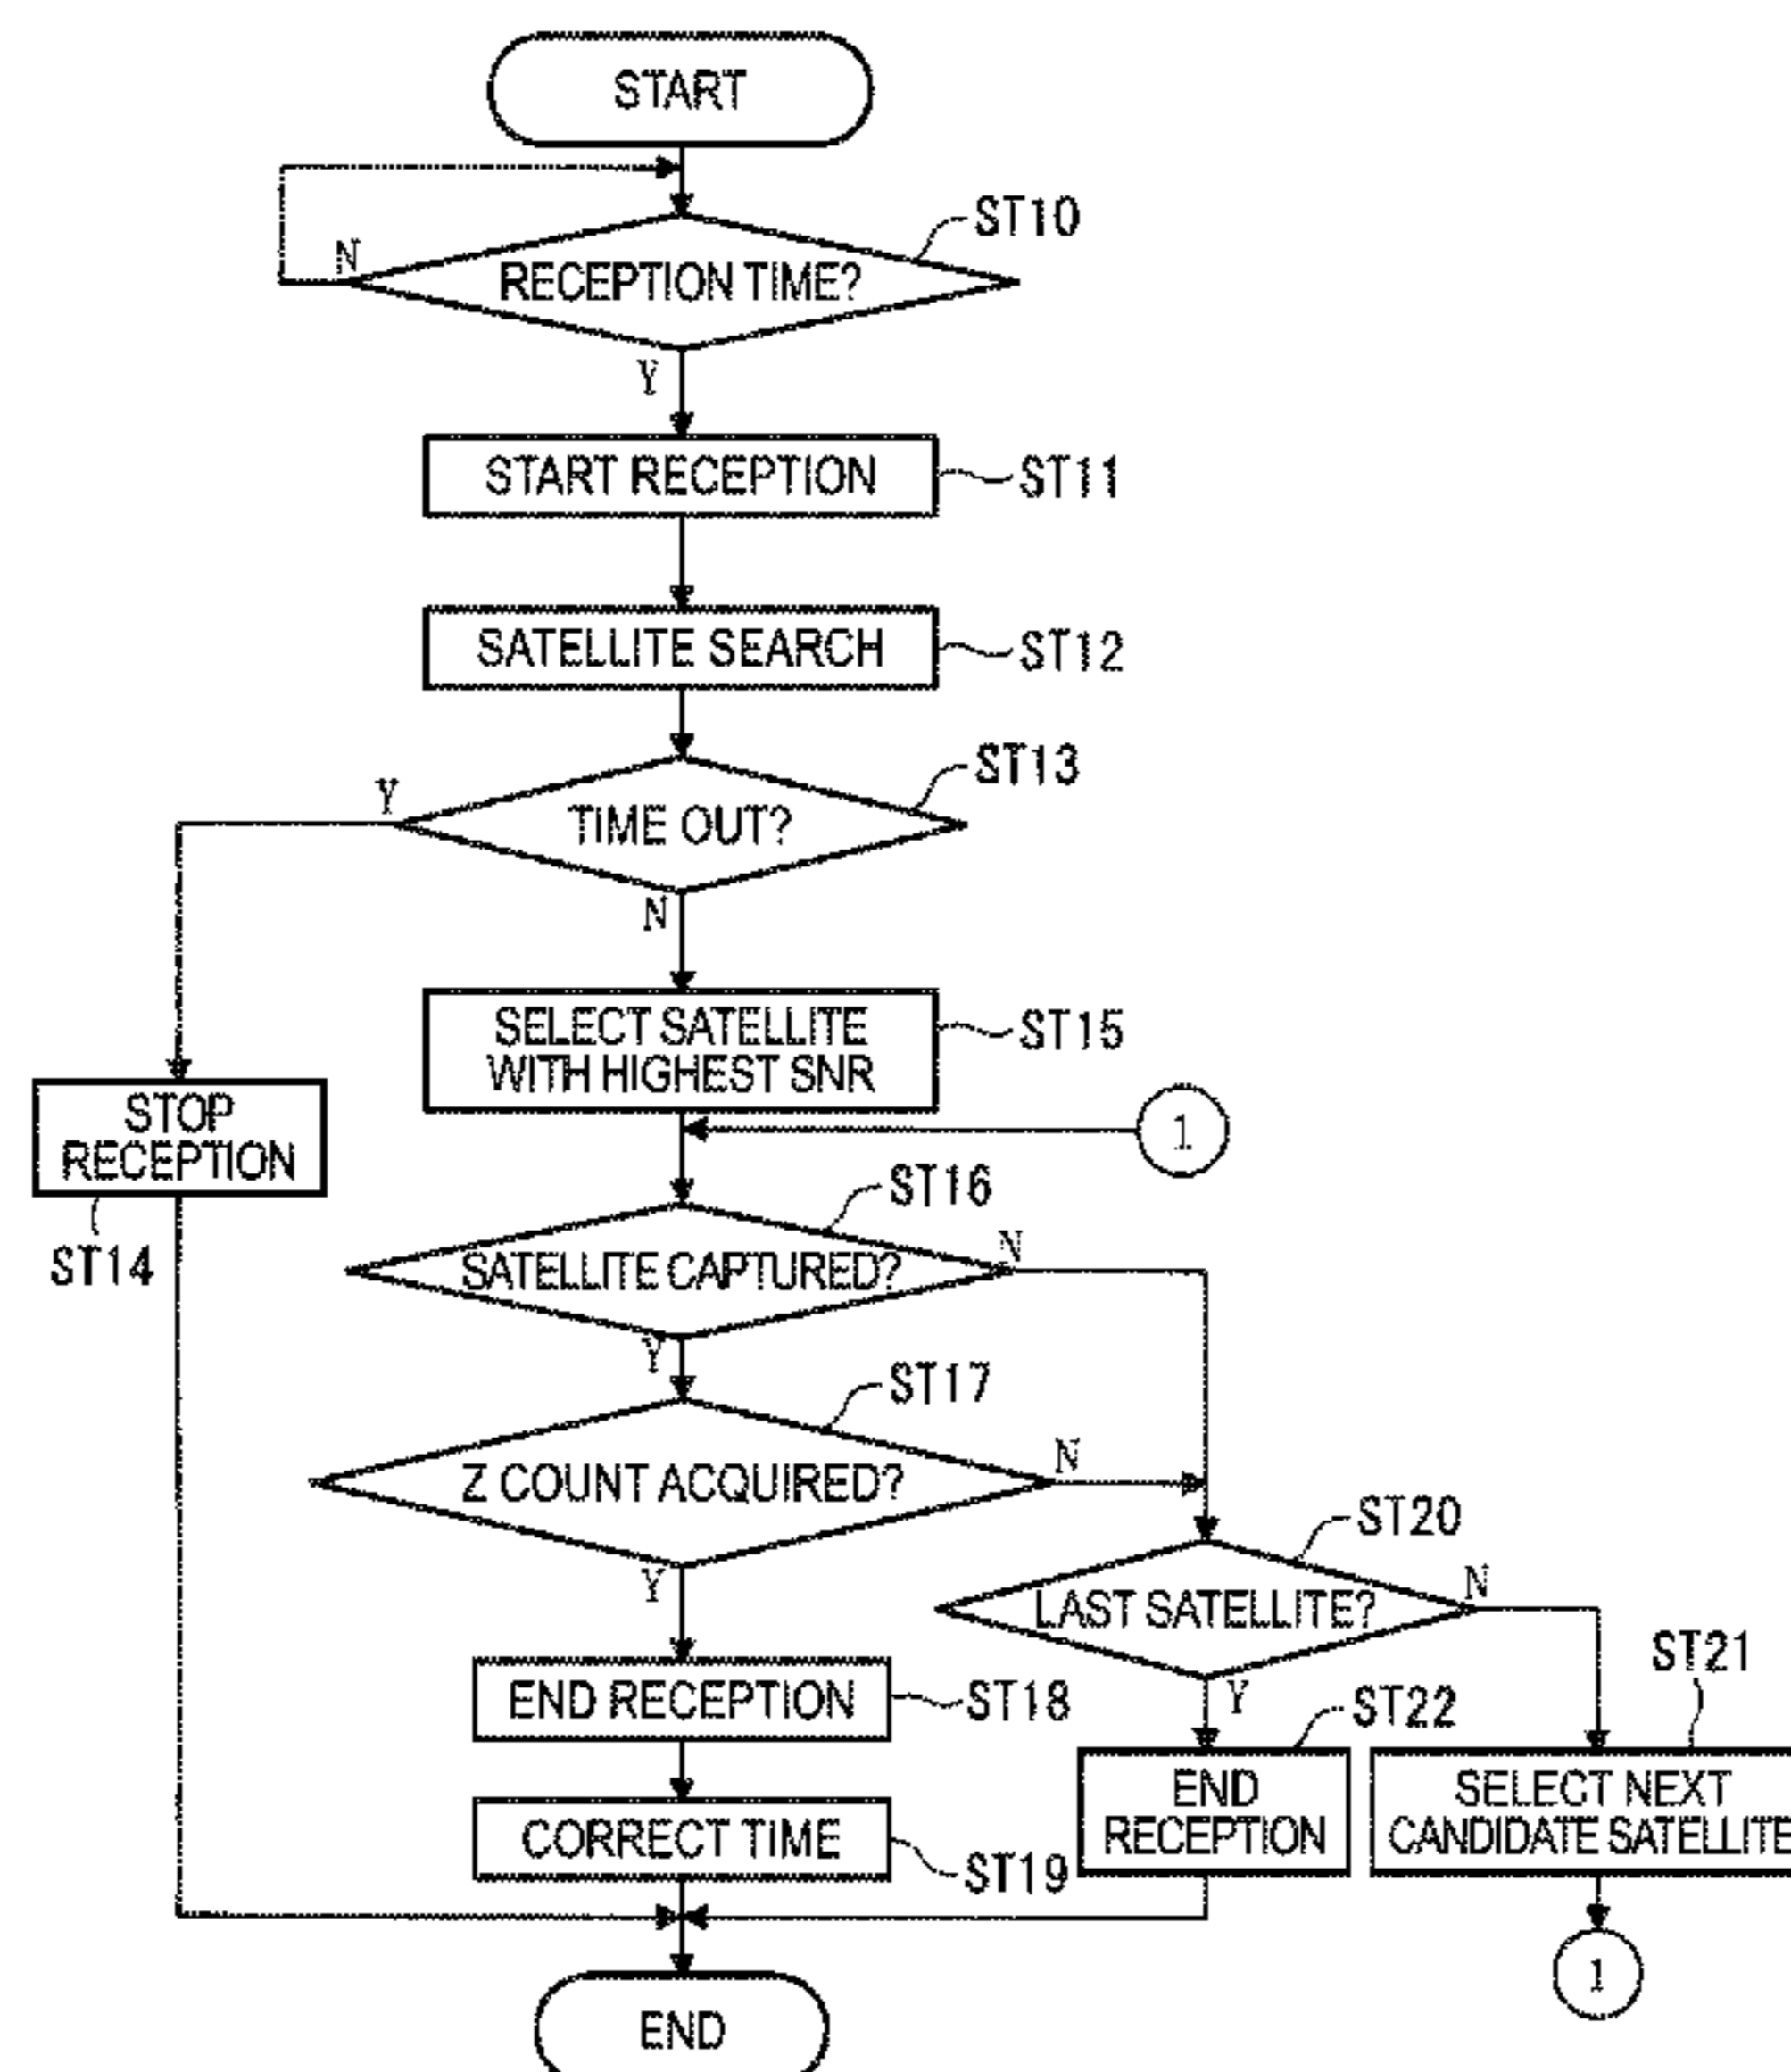 START
ST10
N
RECEPTION TIME?
Y
START RECEPTION
ST11
SATELLITE SEARCH
ST12
ST13
Y
TIME OUT?
N
SELECT SATELLITE
WITH HIGHEST SNR
ST15
STOP
RECEPTION
ST14
1
ST16
SATELLITE CAPTURED?
N
Y
ST17
Z COUNT ACQUIRED?
N
Y
ST20
LAST SATELLITE?
N
Y
ST21
ST22
END RECEPTION
ST18
END
RECEPTION
SELECT NEXT
CANDIDATE SATELLITE
CORRECT TIME
ST19
1
END